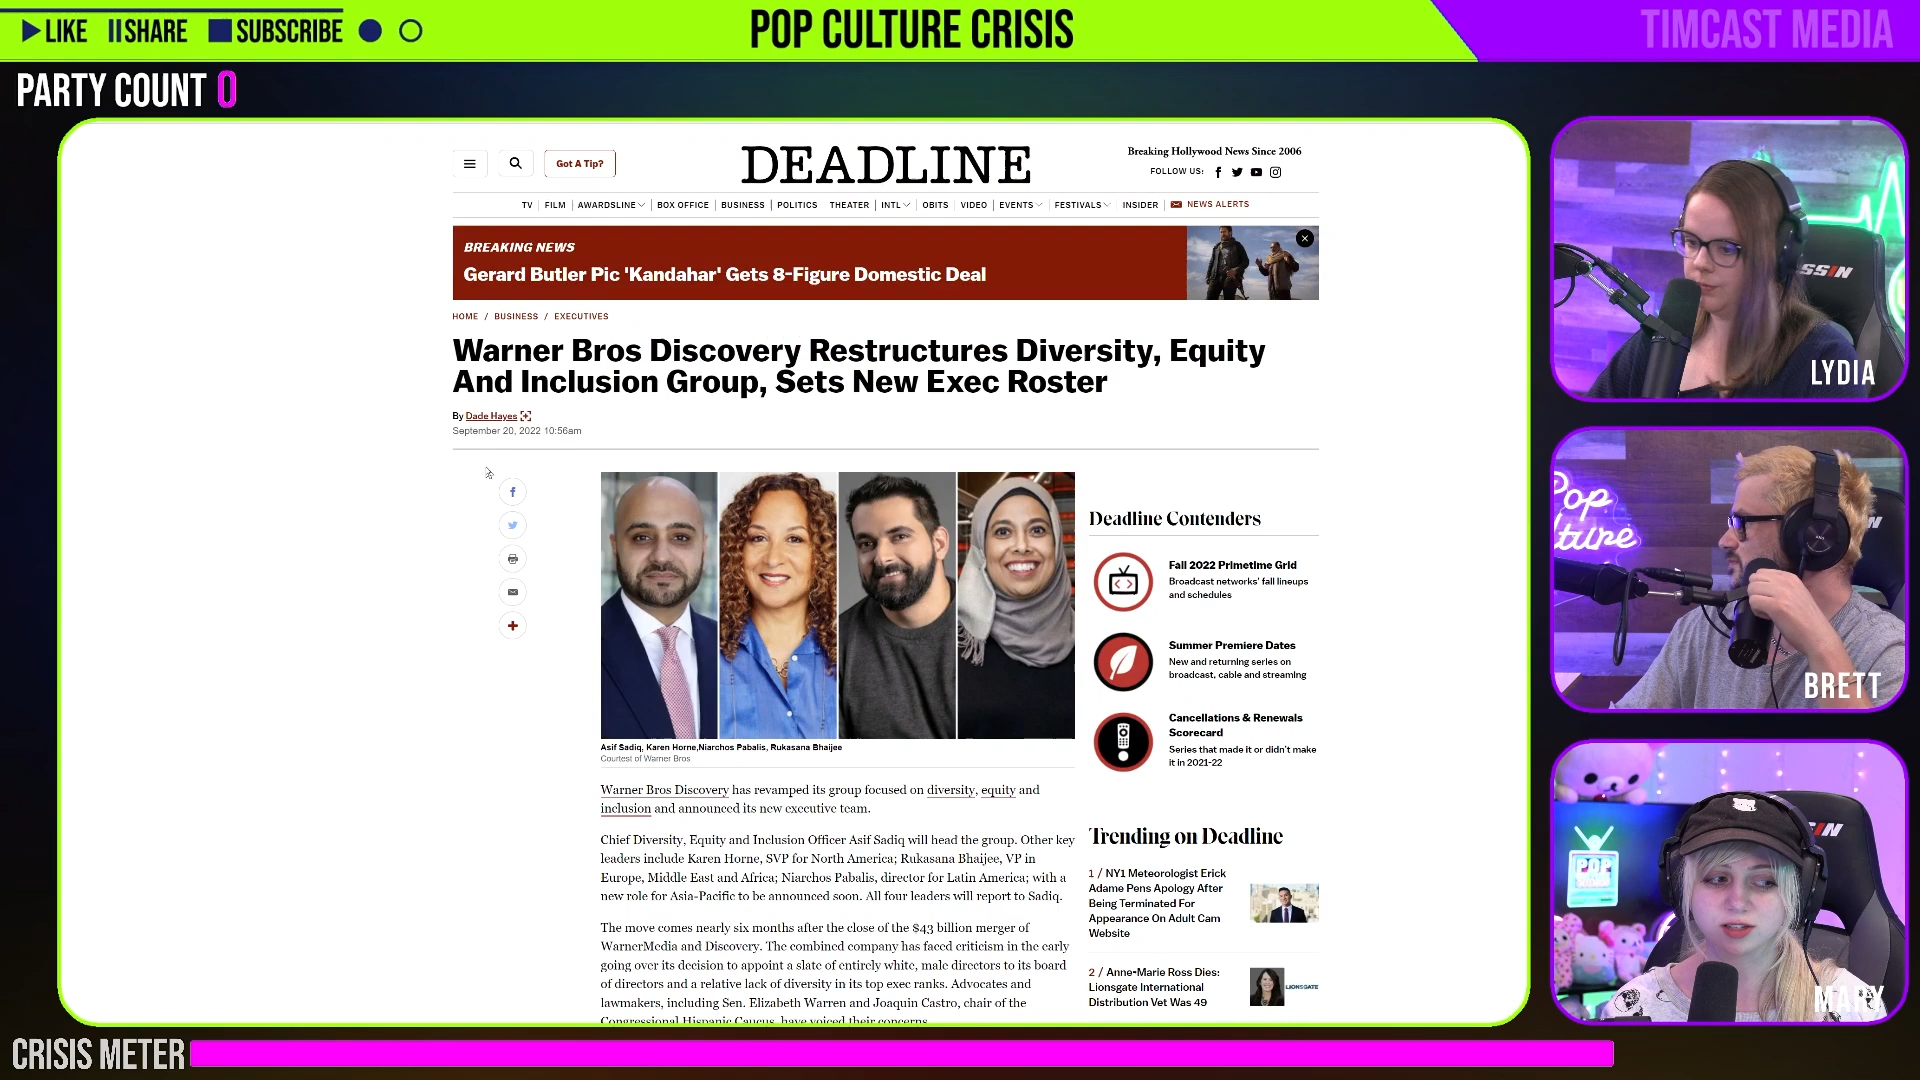 LIKE SHARE SUBSCRIBE
POP CULTURE CRISIS
TIMCAST MEDIA
PARTY COUNT 0
Got A Tip?
DEADLINE
Breaking Hollywood News Since 2006
FOLLOW US:
TV FILM AWARDSLINE BOX OFFICE BUSINESS POLITICS THEATER INTL OBITS VIDEO EVENTS FESTIVALS INSIDER NEWS ALERTS
BREAKING NEWS
Gerard Butler Pic 'Kandahar' Gets 8-Figure Domestic Deal
HOME / BUSINESS / EXECUTIVES
Warner Bros Discovery Restructures Diversity, Equity
And Inclusion Group, Sets New Exec Roster
By Dade Hayes
September 20, 2022 10:56am
Asif Sadiq, Karen Horne,Niarchos Pabalis, Rukasana Bhaijee
Courtest of Warner Bros
Warner Bros Discovery has revamped its group focused on diversity, equity and
inclusion and announced its new executive team.
Chief Diversity, Equity and Inclusion Officer Asif Sadiq will head the group. Other key
leaders include Karen Horne, SVP for North America; Rukasana Bhaijee, VP in
Europe, Middle East and Africa; Niarchos Pabalis, director for Latin America; with a
new role for Asia-Pacific to be announced soon. All four leaders will report to Sadiq.
The move comes nearly six months after the close of the $43 billion merger of
WarnerMedia and Discovery. The combined company has faced criticism in the early
going over its decision to appoint a slate of entirely white, male directors to its board
of directors and a relative lack of diversity in its top exec ranks. Advocates and
lawmakers, including Sen. Elizabeth Warren and Joaquin Castro, chair of the
Congressional Hispanic Caucus, have voiced their concerns.
Deadline Contenders
Fall 2022 Primetime Grid
Broadcast networks' fall lineups
and schedules
Summer Premiere Dates
New and returning series on
broadcast, cable and streaming
Cancellations & Renewals
Scorecard
Series that made it or didn't make
it in 2021-22
Trending on Deadline
1 / NY1 Meteorologist Erick
Adame Pens Apology After
Being Terminated For
Appearance On Adult Cam
Website
2 / Anne-Marie Ross Dies:
Lionsgate International
Distribution Vet Was 49
LIONSGATE
SSIN
LYDIA
Pop
lture
BRETT
POP
IN
MARY
CRISIS METER